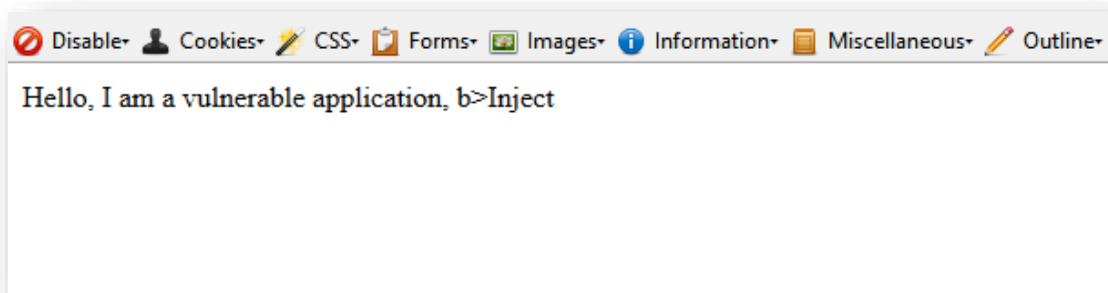 Disable Cookies CSS Forms Images Information Miscellaneous Outline
Hello, I am a vulnerable application, b>Inject